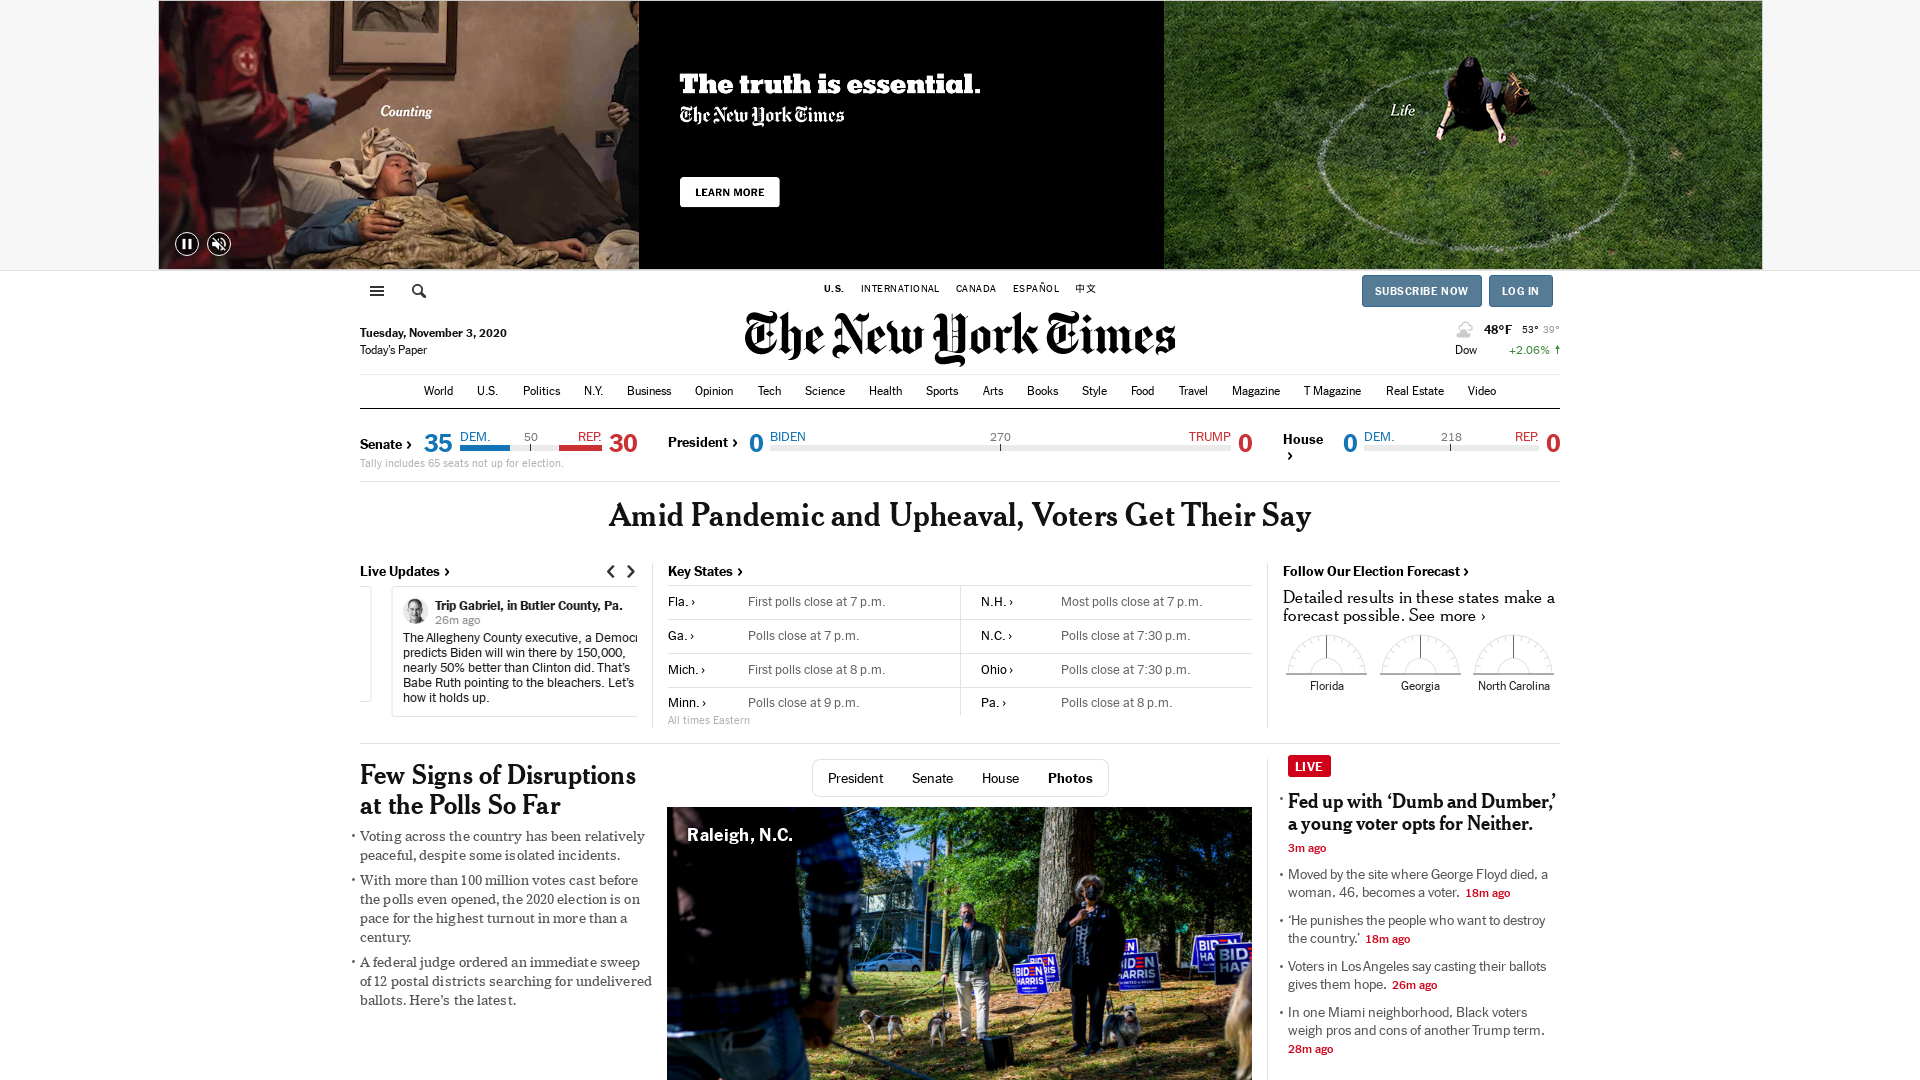 Counting
The truth is essential.
The New York Times
LEARN MORE
Life
U.S. INTERNATIONAL CANADA ESPAÑOL 中文
SUBSCRIBE NOW LOG IN
Tuesday, November 3, 2020
Today's Paper
The New York Times
48°F 53° 39°
Dow +2.06% ↑
World U.S. Politics N.Y. Business Opinion Tech Science Health Sports Arts Books Style Food Travel Magazine T Magazine Real Estate Video
Senate › 35 DEM. 50 REP. 30
Tally includes 65 seats not up for election.
President › 0 BIDEN 270 TRUMP 0
House › 0 DEM. 218 REP. 0
Amid Pandemic and Upheaval, Voters Get Their Say
Live Updates ›
Trip Gabriel, in Butler County, Pa.
26m ago
The Allegheny County executive, a Democr
predicts Biden will win there by 150,000,
nearly 50% better than Clinton did. That's
Babe Ruth pointing to the bleachers. Let's
how it holds up.
Key States ›
Fla. › First polls close at 7 p.m.
Ga. › Polls close at 7 p.m.
Mich. › First polls close at 8 p.m.
Minn. › Polls close at 9 p.m.
N.H. › Most polls close at 7 p.m.
N.C. › Polls close at 7:30 p.m.
Ohio › Polls close at 7:30 p.m.
Pa. › Polls close at 8 p.m.
All times Eastern
Follow Our Election Forecast ›
Detailed results in these states make a
forecast possible. See more ›
Florida Georgia North Carolina
Few Signs of Disruptions
at the Polls So Far
• Voting across the country has been relatively
peaceful, despite some isolated incidents.
• With more than 100 million votes cast before
the polls even opened, the 2020 election is on
pace for the highest turnout in more than a
century.
• A federal judge ordered an immediate sweep
of 12 postal districts searching for undelivered
ballots. Here's the latest.
President Senate House Photos
Raleigh, N.C.
BIDEN
HARRIS
BIDEN
BIDEN
HARRIS
BIDEN
LIVE
• Fed up with ‘Dumb and Dumber,’
a young voter opts for Neither.
3m ago
• Moved by the site where George Floyd died, a
woman, 46, becomes a voter. 18m ago
• ‘He punishes the people who want to destroy
the country.’ 18m ago
• Voters in Los Angeles say casting their ballots
gives them hope. 26m ago
• In one Miami neighborhood, Black voters
weigh pros and cons of another Trump term.
28m ago